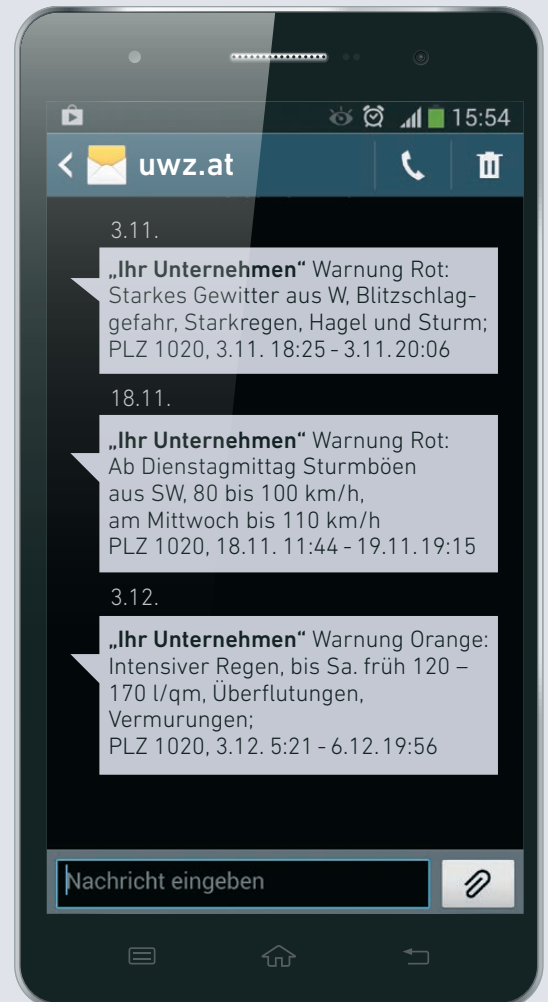 15:54
uwz.at
3.11.
„Ihr Unternehmen“ Warnung Rot:
Starkes Gewitter aus W, Blitzschlag-
gefahr, Starkregen, Hagel und Sturm;
PLZ 1020, 3.11. 18:25 - 3.11.20:06
18.11.
„Ihr Unternehmen“ Warnung Rot:
Ab Dienstagmittag Sturmböen
aus SW, 80 bis 100 km/h,
am Mittwoch bis 110 km/h
PLZ 1020, 18.11. 11:44 - 19.11.19:15
3.12.
„Ihr Unternehmen“ Warnung Orange:
Intensiver Regen, bis Sa. früh 120 –
170 l/qm, Überflutungen,
Vermurungen;
PLZ 1020, 3.12. 5:21 - 6.12.19:56
Nachricht eingeben